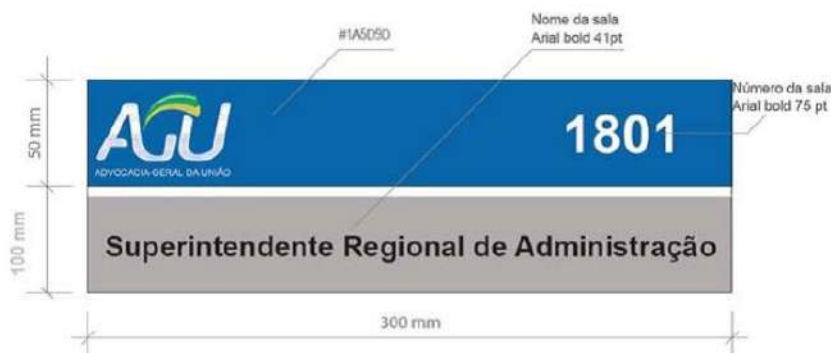 Nome da sala
Arial bold 41pt
#1A5D9D
Número da sala
Arial bold 75 pt
50 mm
AGU
ADVOCACIA-GERAL DA UNIÃO
1801
100 mm
Superintendente Regional de Administração
300 mm